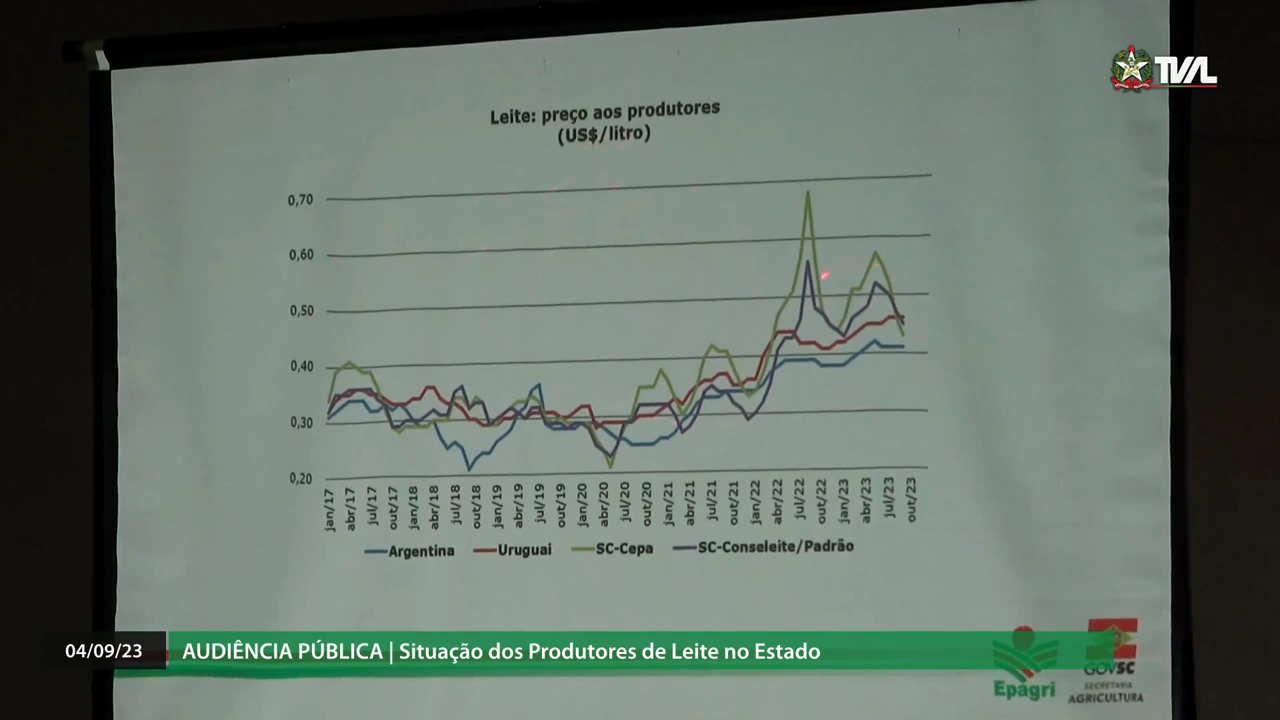 TVAL
Leite: preço aos produtores
(US$/litro)
0,70
0,60
0,50
0,40
0,30
0,20
jan/17
abr/17
jul/17
out/17
jan/18
abr/18
jul/18
out/18
jan/19
abr/19
jul/19
out/19
jan/20
abr/20
jul/20
out/20
jan/21
abr/21
jul/21
out/21
jan/22
abr/22
jul/22
out/22
jan/23
abr/23
jul/23
out/23
Argentina Uruguai SC-Cepa SC-Conseleite/Padrão
04/09/23 AUDIÊNCIA PÚBLICA | Situação dos Produtores de Leite no Estado
Epagri
GOVSC
SECRETARIA
AGRICULTURA